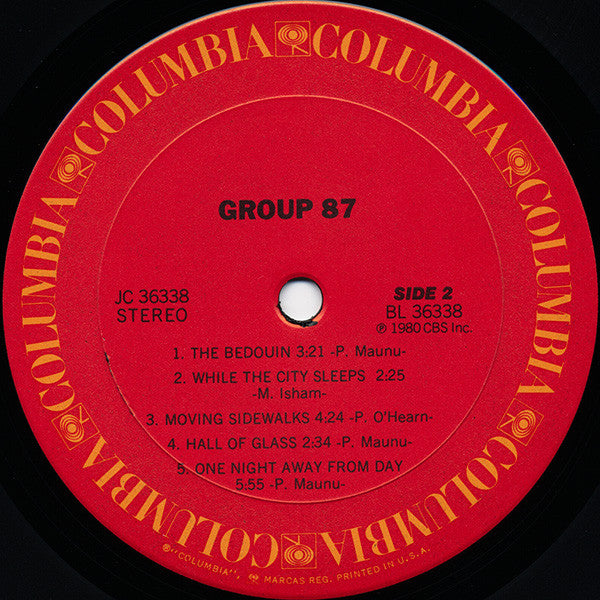 COLUMBIA COLUMBIA COLUMBIA COLUMBIA COLUMBIA COLUMBIA
GROUP 87
JC 36338
STEREO
SIDE 2
BL 36338
℗ 1980 CBS Inc.
1. THE BEDOUIN 3:21 -P. Maunu-
2. WHILE THE CITY SLEEPS 2:25
-M. Isham-
3. MOVING SIDEWALKS 4:24 -P. O'Hearn-
4. HALL OF GLASS 2:34 -P. Maunu-
5. ONE NIGHT AWAY FROM DAY
5:55 -P. Maunu-
®"COLUMBIA", MARCAS REG. PRINTED IN U.S.A.